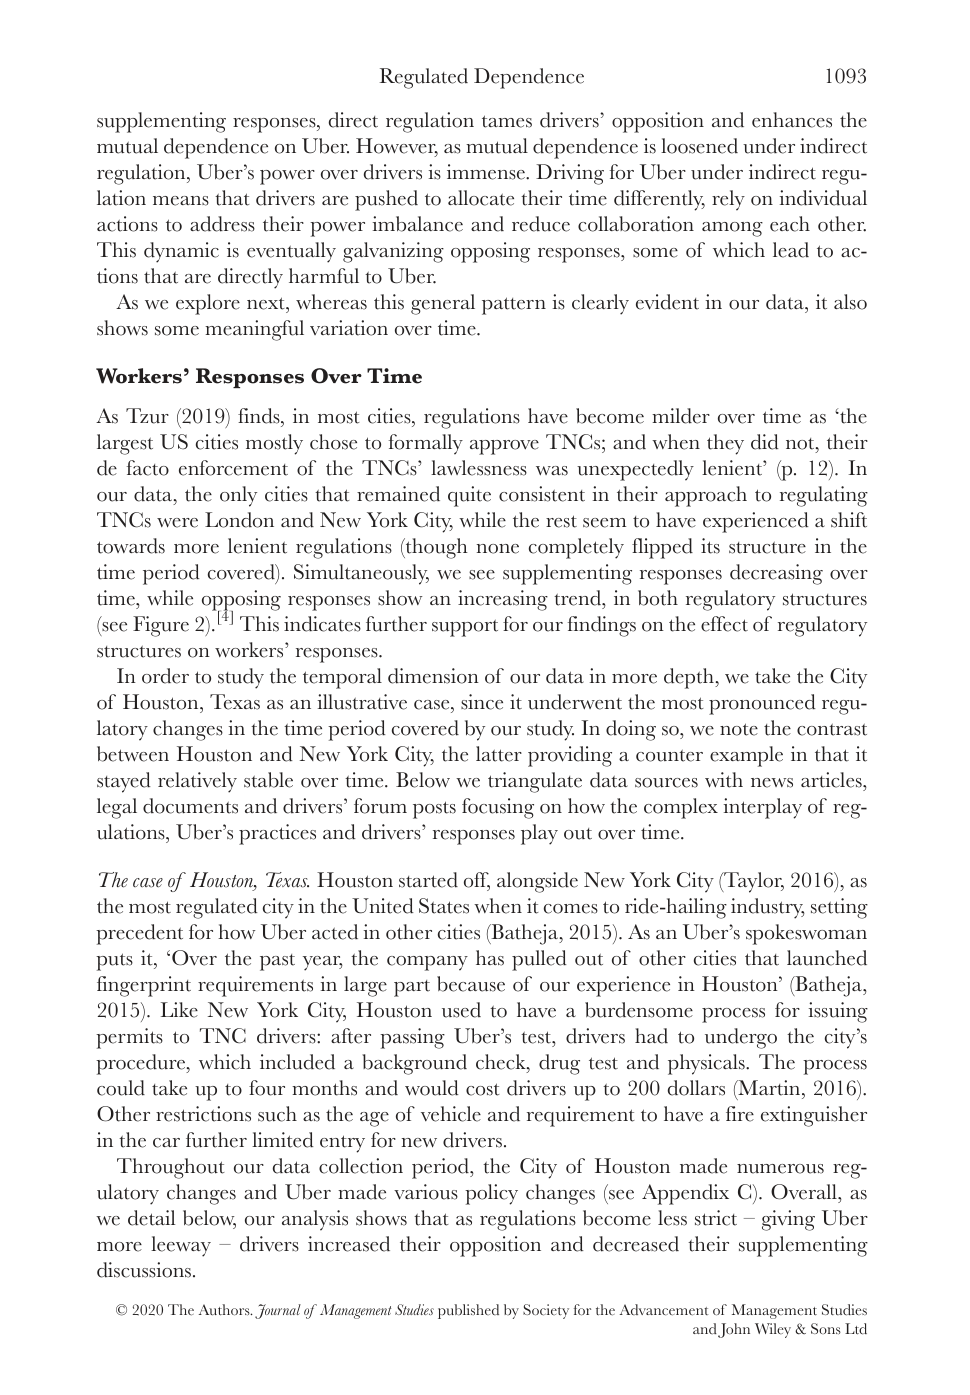 Regulated Dependence 1093
supplementing responses, direct regulation tames drivers’ opposition and enhances the
mutual dependence on Uber. However, as mutual dependence is loosened under indirect
regulation, Uber’s power over drivers is immense. Driving for Uber under indirect regu-
lation means that drivers are pushed to allocate their time differently, rely on individual
actions to address their power imbalance and reduce collaboration among each other.
This dynamic is eventually galvanizing opposing responses, some of which lead to ac-
tions that are directly harmful to Uber.
As we explore next, whereas this general pattern is clearly evident in our data, it also
shows some meaningful variation over time.
Workers’ Responses Over Time
As Tzur (2019) finds, in most cities, regulations have become milder over time as ‘the
largest US cities mostly chose to formally approve TNCs; and when they did not, their
de facto enforcement of the TNCs’ lawlessness was unexpectedly lenient’ (p. 12). In
our data, the only cities that remained quite consistent in their approach to regulating
TNCs were London and New York City, while the rest seem to have experienced a shift
towards more lenient regulations (though none completely flipped its structure in the
time period covered). Simultaneously, we see supplementing responses decreasing over
time, while opposing responses show an increasing trend, in both regulatory structures
(see Figure 2).[4] This indicates further support for our findings on the effect of regulatory
structures on workers’ responses.
In order to study the temporal dimension of our data in more depth, we take the City
of Houston, Texas as an illustrative case, since it underwent the most pronounced regu-
latory changes in the time period covered by our study. In doing so, we note the contrast
between Houston and New York City, the latter providing a counter example in that it
stayed relatively stable over time. Below we triangulate data sources with news articles,
legal documents and drivers’ forum posts focusing on how the complex interplay of reg-
ulations, Uber’s practices and drivers’ responses play out over time.
The case of Houston, Texas. Houston started off, alongside New York City (Taylor, 2016), as
the most regulated city in the United States when it comes to ride-hailing industry, setting
precedent for how Uber acted in other cities (Batheja, 2015). As an Uber’s spokeswoman
puts it, ‘Over the past year, the company has pulled out of other cities that launched
fingerprint requirements in large part because of our experience in Houston’ (Batheja,
2015). Like New York City, Houston used to have a burdensome process for issuing
permits to TNC drivers: after passing Uber’s test, drivers had to undergo the city’s
procedure, which included a background check, drug test and physicals. The process
could take up to four months and would cost drivers up to 200 dollars (Martin, 2016).
Other restrictions such as the age of vehicle and requirement to have a fire extinguisher
in the car further limited entry for new drivers.
Throughout our data collection period, the City of Houston made numerous reg-
ulatory changes and Uber made various policy changes (see Appendix C). Overall, as
we detail below, our analysis shows that as regulations become less strict – giving Uber
more leeway – drivers increased their opposition and decreased their supplementing
discussions.
© 2020 The Authors. Journal of Management Studies published by Society for the Advancement of Management Studies
and John Wiley & Sons Ltd